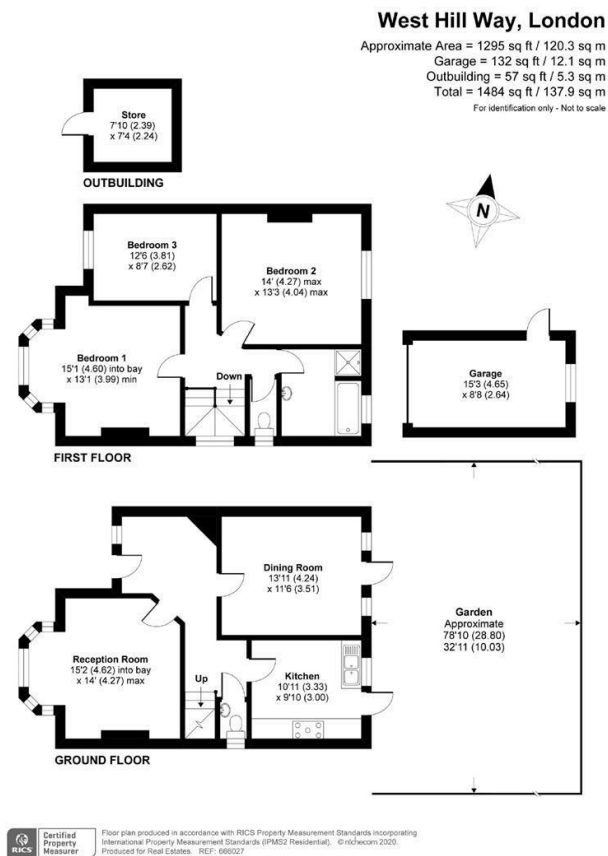 West Hill Way, London
Approximate Area = 1295 sq ft / 120.3 sq m
Garage = 132 sq ft / 12.1 sq m
Outbuilding = 57 sq ft / 5.3 sq m
Total = 1484 sq ft / 137.9 sq m
For identification only - Not to scale
Store
7'10 (2.39)
x 7'4 (2.24)
OUTBUILDING
N
Bedroom 3
12'6 (3.81)
x 8'7 (2.62)
Bedroom 2
14' (4.27) max
x 13'3 (4.04) max
Bedroom 1
15'1 (4.60) into bay
x 13'1 (3.99) min
Down
Garage
15'3 (4.65)
x 8'8 (2.64)
FIRST FLOOR
Dining Room
13'11 (4.24)
x 11'6 (3.51)
Garden
Approximate
78'10 (28.80)
32'11 (10.03)
Reception Room
15'2 (4.62) into bay
x 14' (4.27) max
Up
Kitchen
10'11 (3.33)
x 9'10 (3.00)
GROUND FLOOR
RICS
Certified
Property
Measurer
Floor plan produced in accordance with RICS Property Measurement Standards incorporating
International Property Measurement Standards (IPMS2 Residential). © nichecom 2020.
Produced for Real Estates. REF: 666027